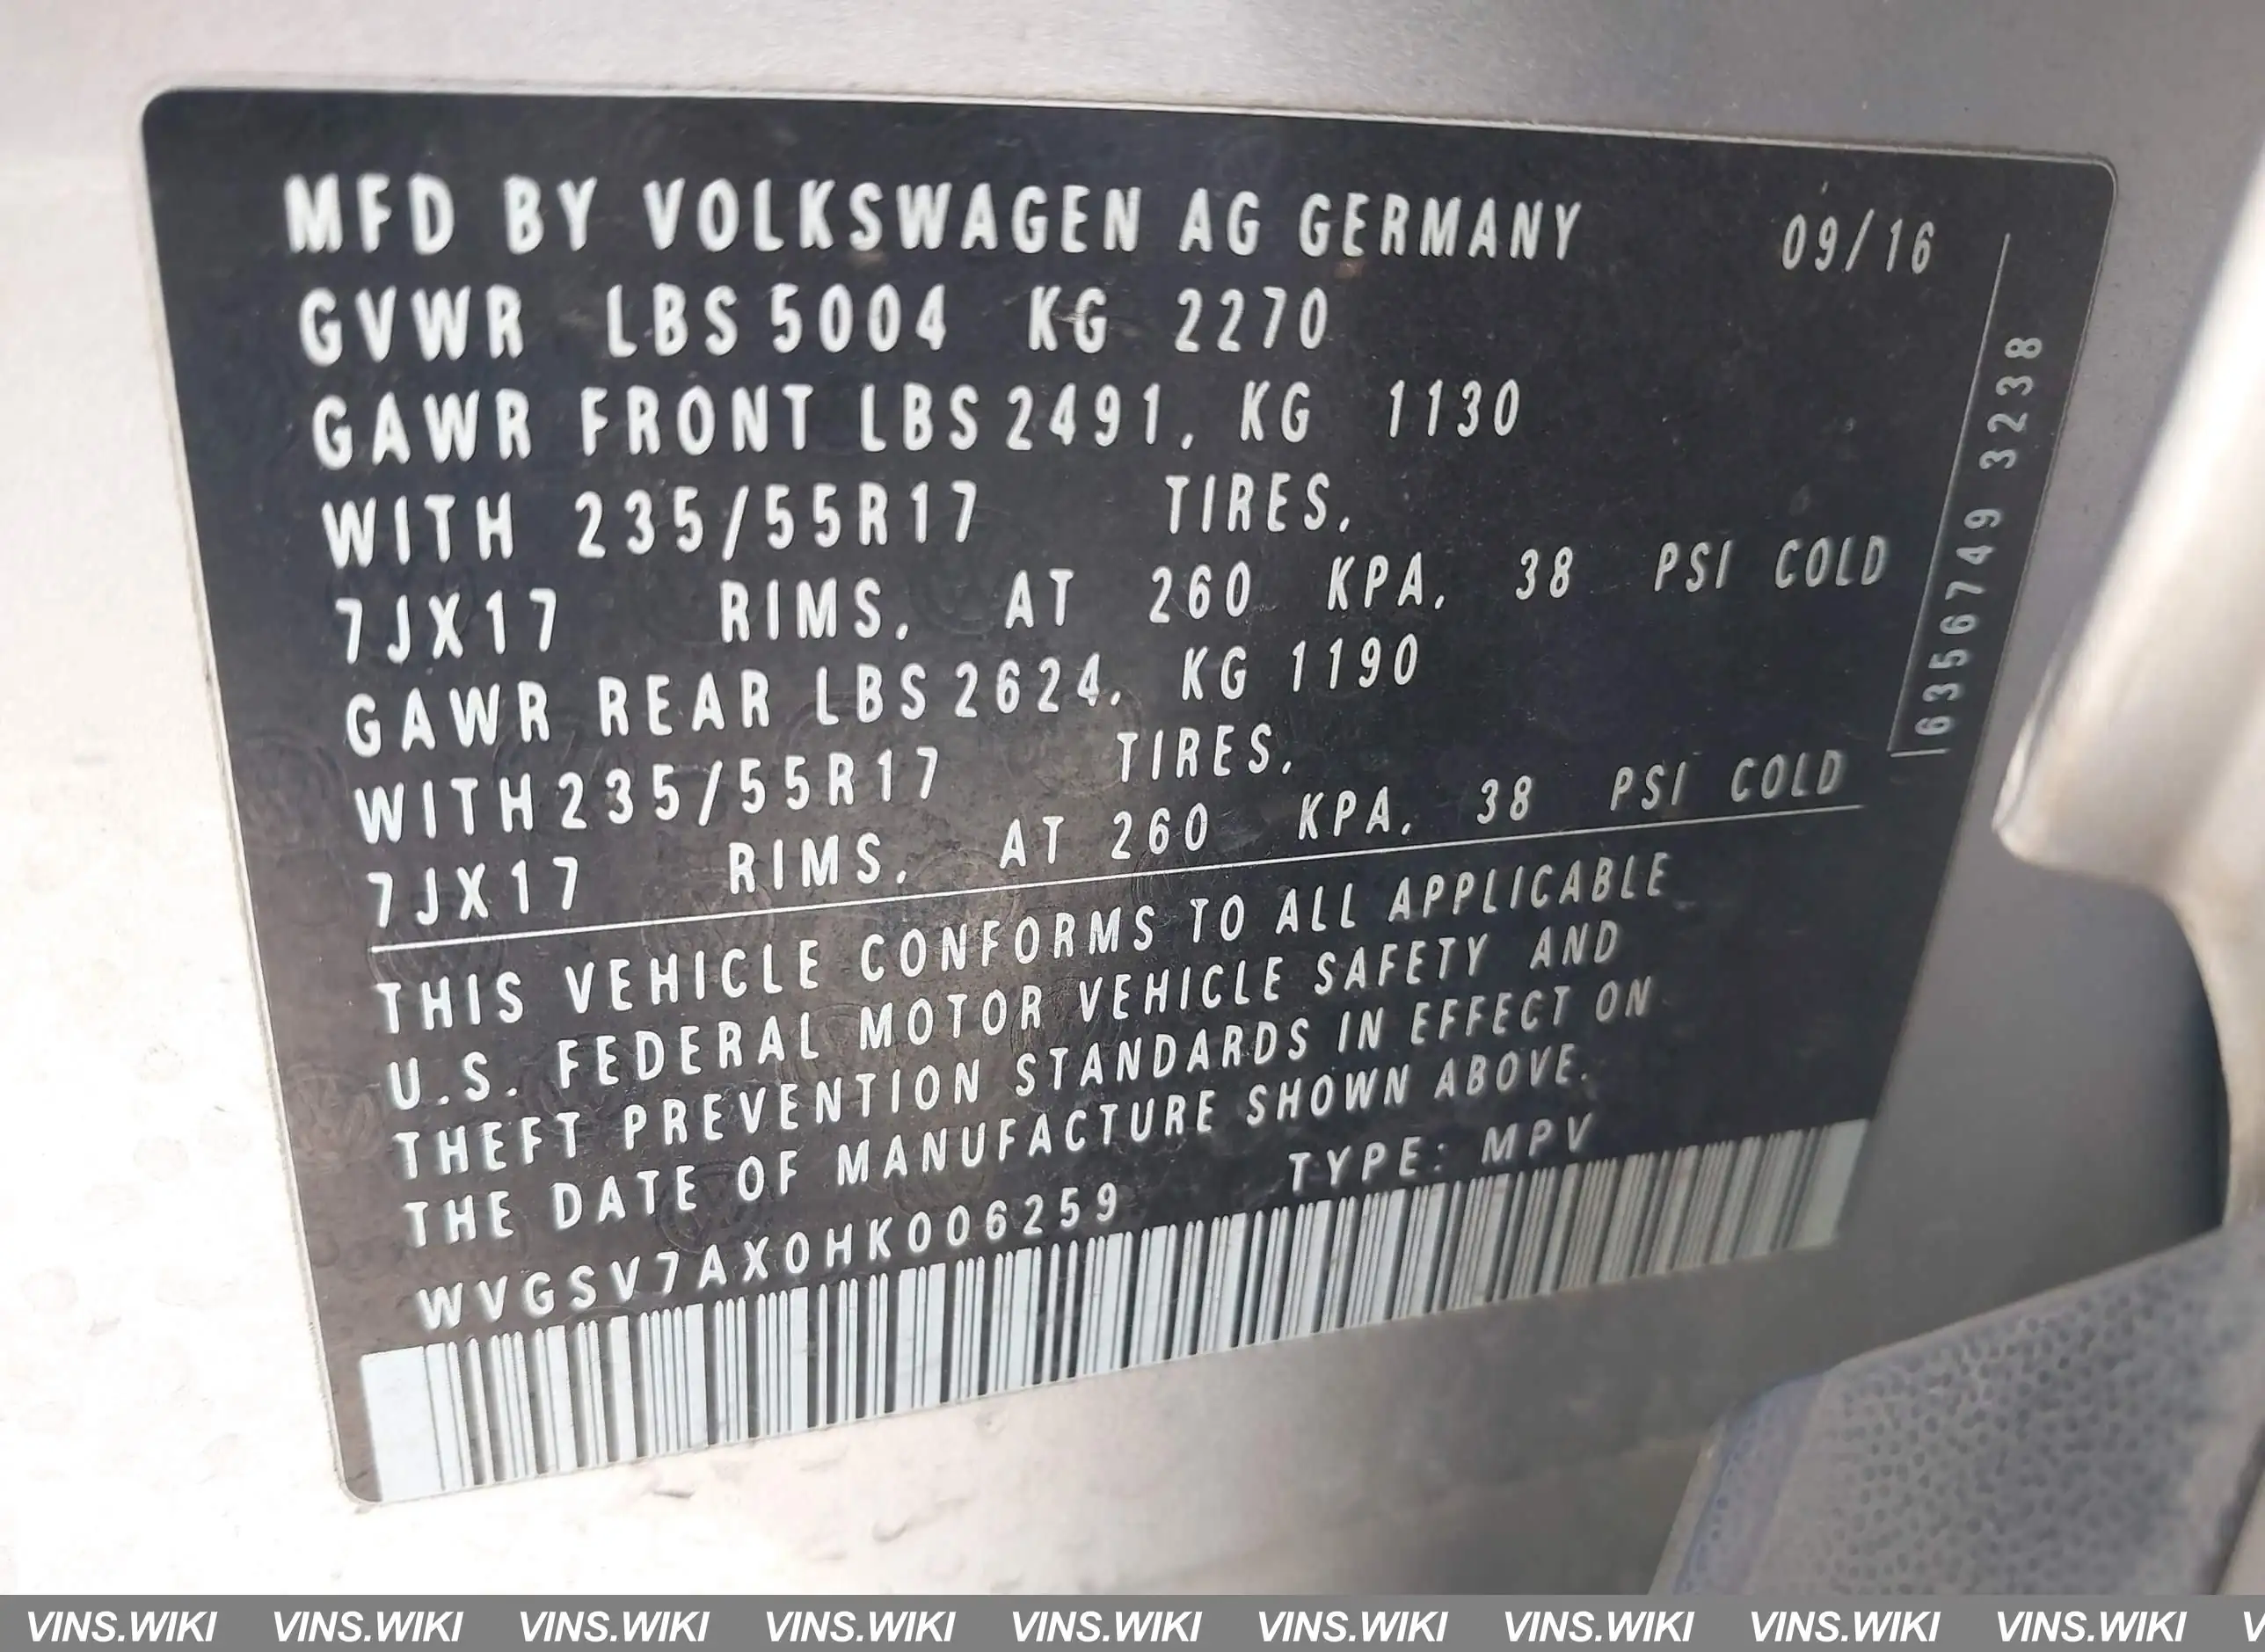 MFD BY VOLKSWAGEN AG GERMANY 09/16
GVWR LBS 5004 KG 2270
GAWR FRONT LBS 2491, KG 1130
WITH 235/55R17 TIRES,
7JX17 RIMS, AT 260 KPA, 38 PSI COLD
GAWR REAR LBS 2624, KG 1190
WITH 235/55R17 TIRES,
7JX17 RIMS, AT 260 KPA, 38 PSI COLD
THIS VEHICLE CONFORMS TO ALL APPLICABLE
U.S. FEDERAL MOTOR VEHICLE SAFETY AND
THEFT PREVENTION STANDARDS IN EFFECT ON
THE DATE OF MANUFACTURE SHOWN ABOVE.
WVGSV7AX0HK006259 TYPE: MPV
6356749 3238
VINS.WIKI VINS.WIKI VINS.WIKI VINS.WIKI VINS.WIKI VINS.WIKI VINS.WIKI VINS.WIKI VINS.WIKI V